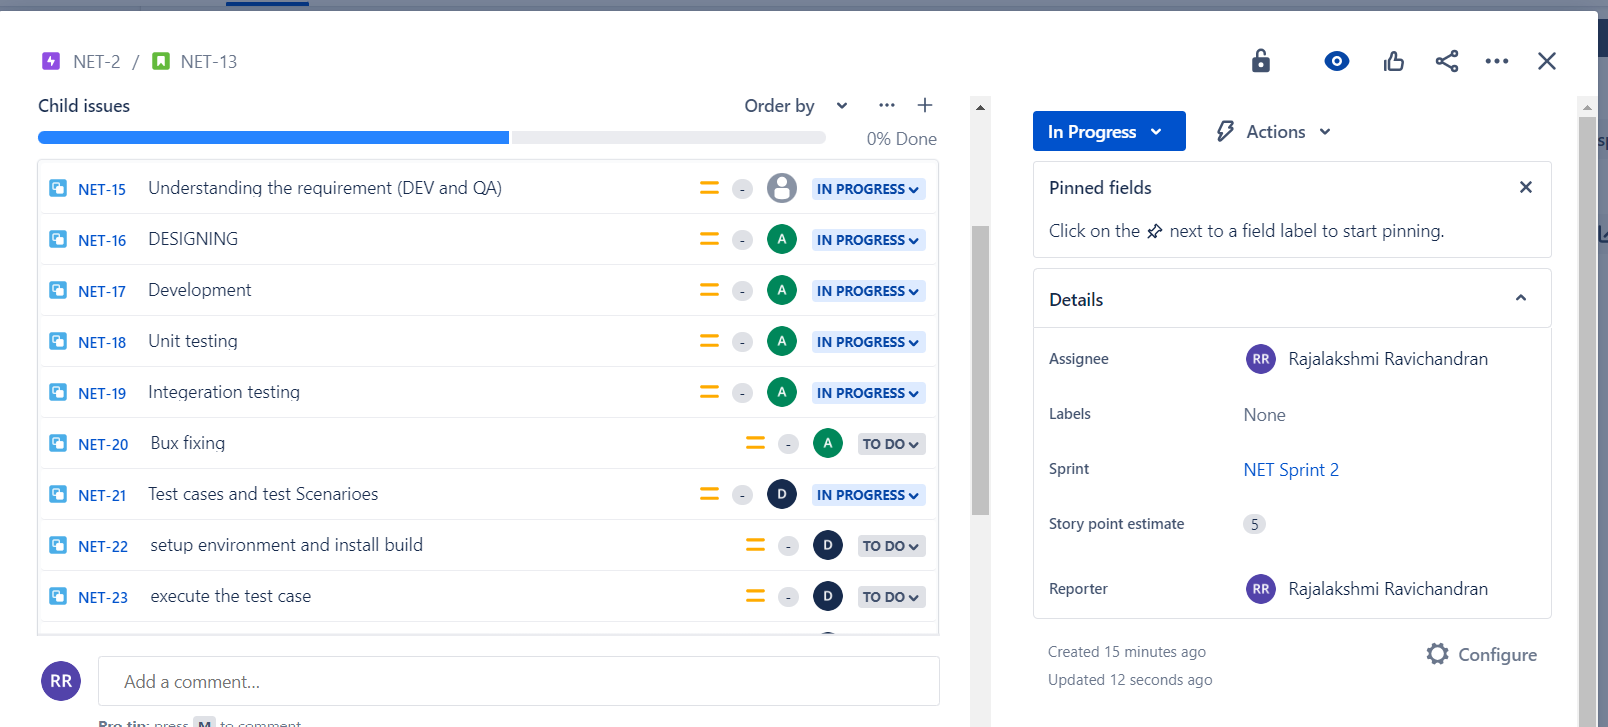 NET-2 / NET-13
Child issues
Order by
0% Done
NET-15 Understanding the requirement (DEV and QA) - IN PROGRESS
NET-16 DESIGNING - A IN PROGRESS
NET-17 Development - A IN PROGRESS
NET-18 Unit testing - A IN PROGRESS
NET-19 Integeration testing - A IN PROGRESS
NET-20 Bux fixing - A TO DO
NET-21 Test cases and test Scenarioes - D IN PROGRESS
NET-22 setup environment and install build - D TO DO
NET-23 execute the test case - D TO DO
RR Add a comment...
Pro tip: press M to comment
In Progress Actions
Pinned fields
Click on the next to a field label to start pinning.
Details
Assignee RR Rajalakshmi Ravichandran
Labels None
Sprint NET Sprint 2
Story point estimate 5
Reporter RR Rajalakshmi Ravichandran
Created 15 minutes ago
Updated 12 seconds ago
Configure